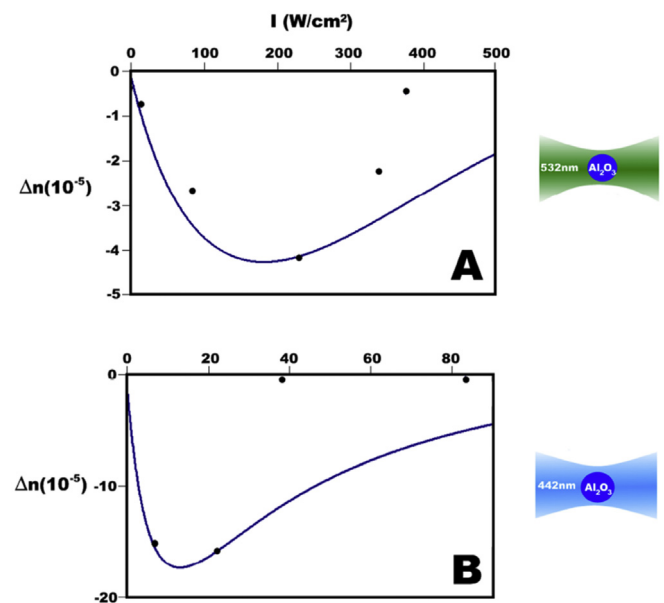 I (W/cm²)
0 100 200 300 400 500
0
-1
-2
Δn(10⁻⁵)
-3
-4
-5
A
532nm Al₂O₃
0 20 40 60 80
0
Δn(10⁻⁵) -10
-20
B
442nm Al₂O₃